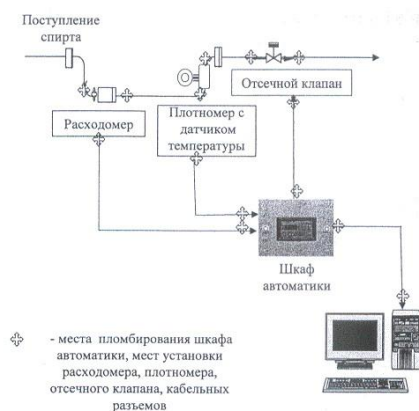 Поступление
спирта
Отсечной клапан
Расходомер
Плотномер с
датчиком
температуры
Шкаф
автоматики
- места пломбирования шкафа
автоматики, мест установки
расходомера, плотномера,
отсечного клапана, кабельных
разъемов